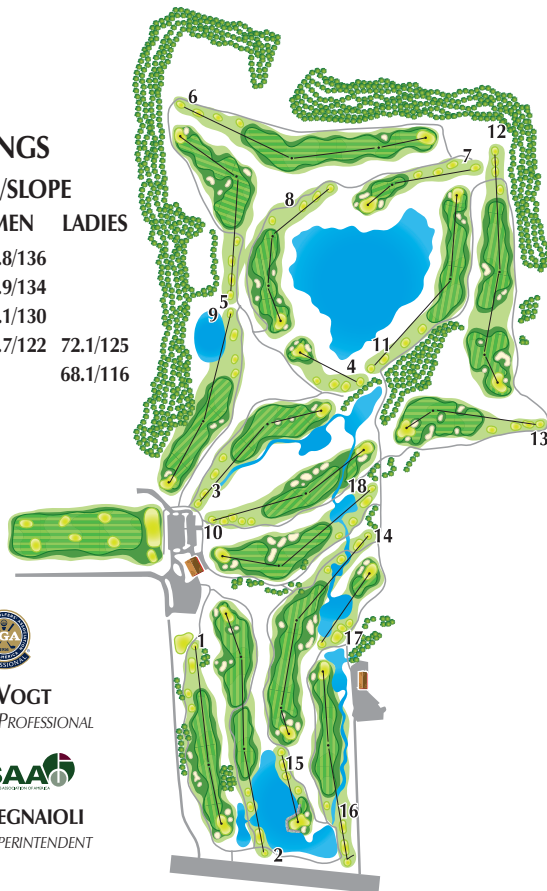 NGS
/SLOPE
MEN LADIES
.8/136
.9/134
.1/130
.7/122 72.1/125
68.1/116
6
12
7
8
5
9
11
4
13
3
10
18
14
1
17
15
16
2
GA
VOGT
PROFESSIONAL
SAA
EGNAIOLI
PERINTENDENT